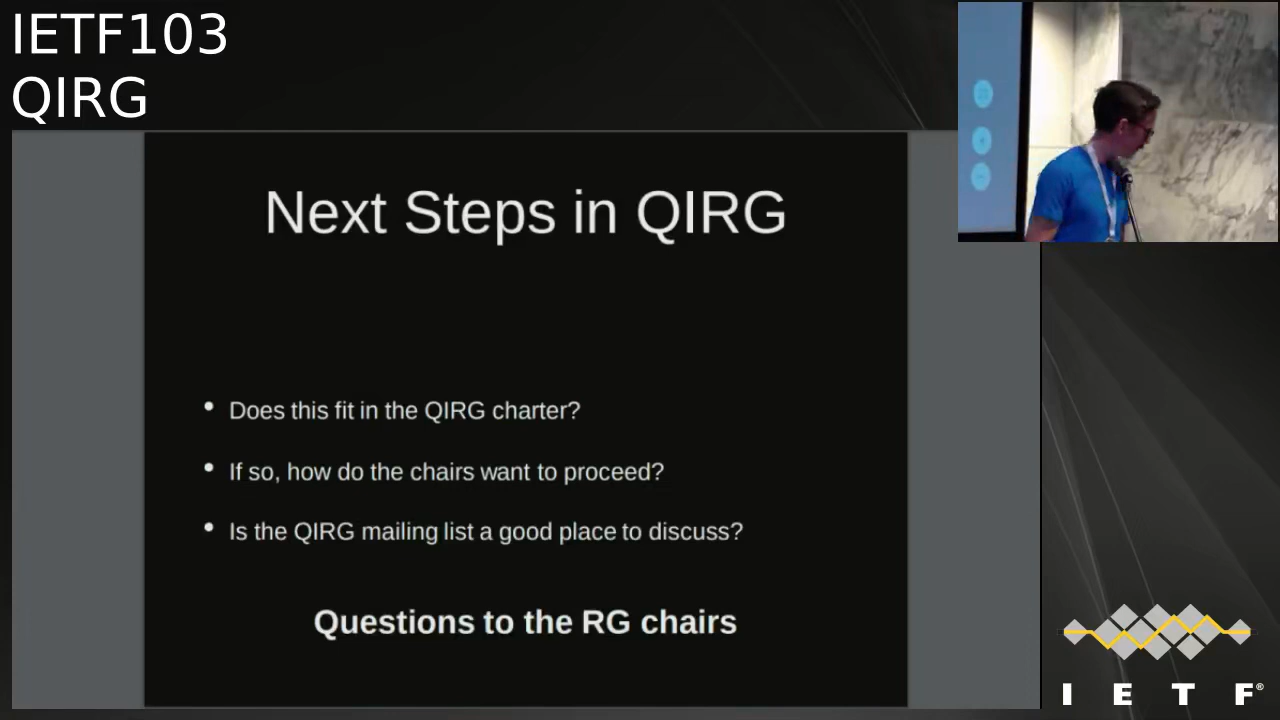 IETF103
QIRG
Next Steps in QIRG
• Does this fit in the QIRG charter?
• If so, how do the chairs want to proceed?
• Is the QIRG mailing list a good place to discuss?
Questions to the RG chairs
I E T F®